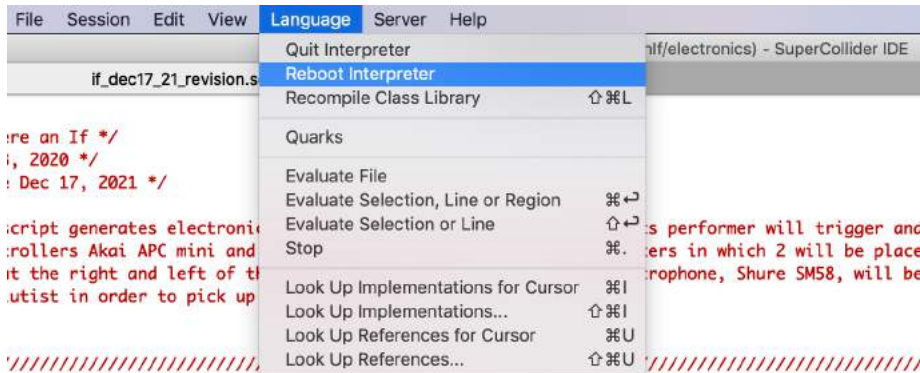 File Session Edit View Language Server Help
Quit Interpreter
nIf/electronics) - SuperCollider IDE
Reboot Interpreter
if_dec17_21_revision.s
Recompile Class Library ⇧⌘L
ere an If */
Quarks
, 2020 */
Dec 17, 2021 */
Evaluate File
Evaluate Selection, Line or Region ⌘↩
script generates electroni
Evaluate Selection or Line ⇧↩
s performer will trigger and
rollers Akai APC mini and
Stop ⌘.
ers in which 2 will be place
ut the right and left of th
rophone, Shure SM58, will be
Look Up Implementations for Cursor ⌘I
utist in order to pick up
Look Up Implementations... ⇧⌘I
Look Up References for Cursor ⌘U
Look Up References... ⇧⌘U